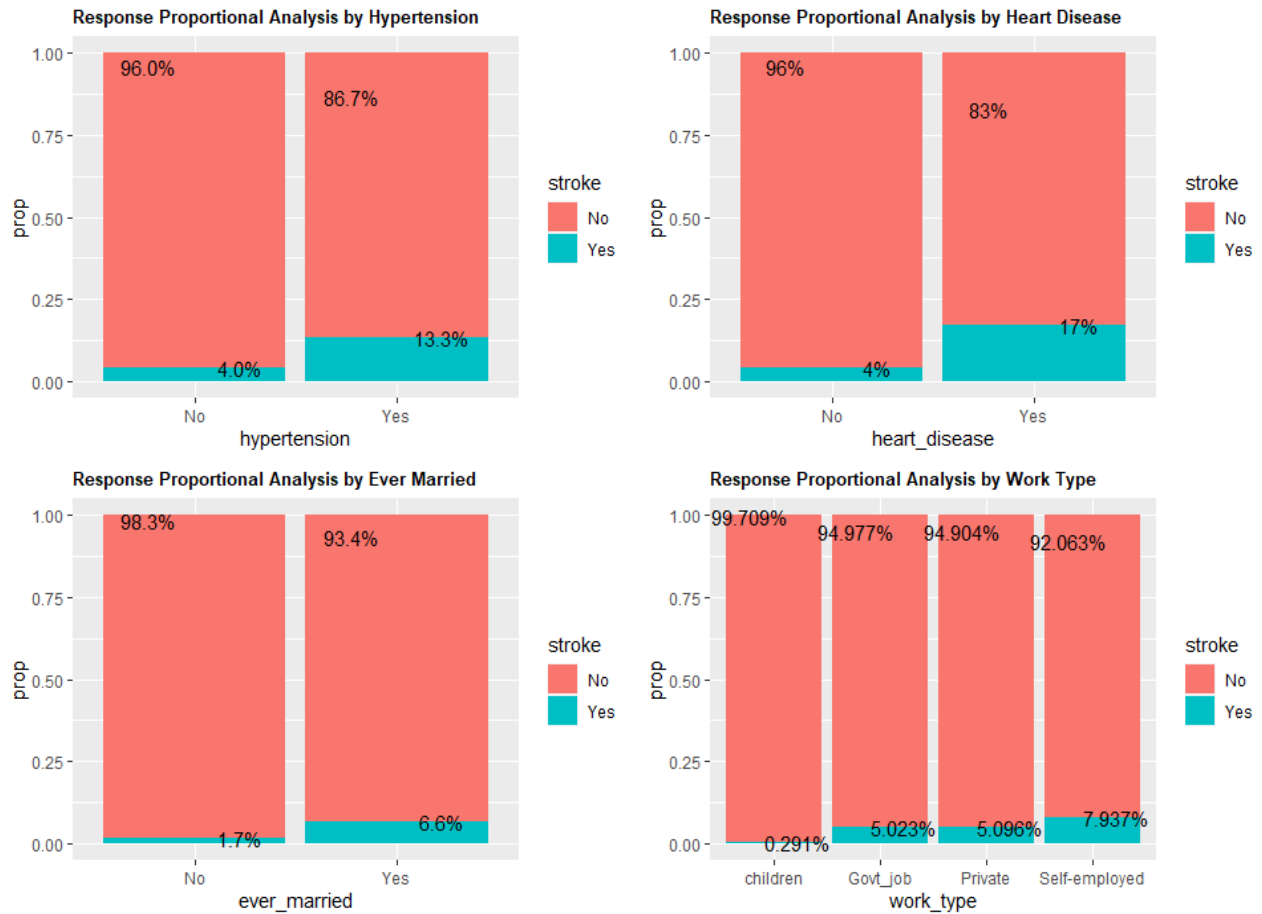 Response Proportional Analysis by Hypertension
1.00
0.75
0.50
0.25
0.00
prop
96.0%
86.7%
4.0%
13.3%
No
Yes
hypertension
stroke
No
Yes
Response Proportional Analysis by Heart Disease
1.00
0.75
0.50
0.25
0.00
prop
96%
83%
4%
17%
No
Yes
heart_disease
stroke
No
Yes
Response Proportional Analysis by Ever Married
1.00
0.75
0.50
0.25
0.00
prop
98.3%
93.4%
1.7%
6.6%
No
Yes
ever_married
stroke
No
Yes
Response Proportional Analysis by Work Type
1.00
0.75
0.50
0.25
0.00
prop
99.709%
94.977%
94.904%
92.063%
0.291%
5.023%
5.096%
7.937%
children
Govt_job
Private
Self-employed
work_type
stroke
No
Yes